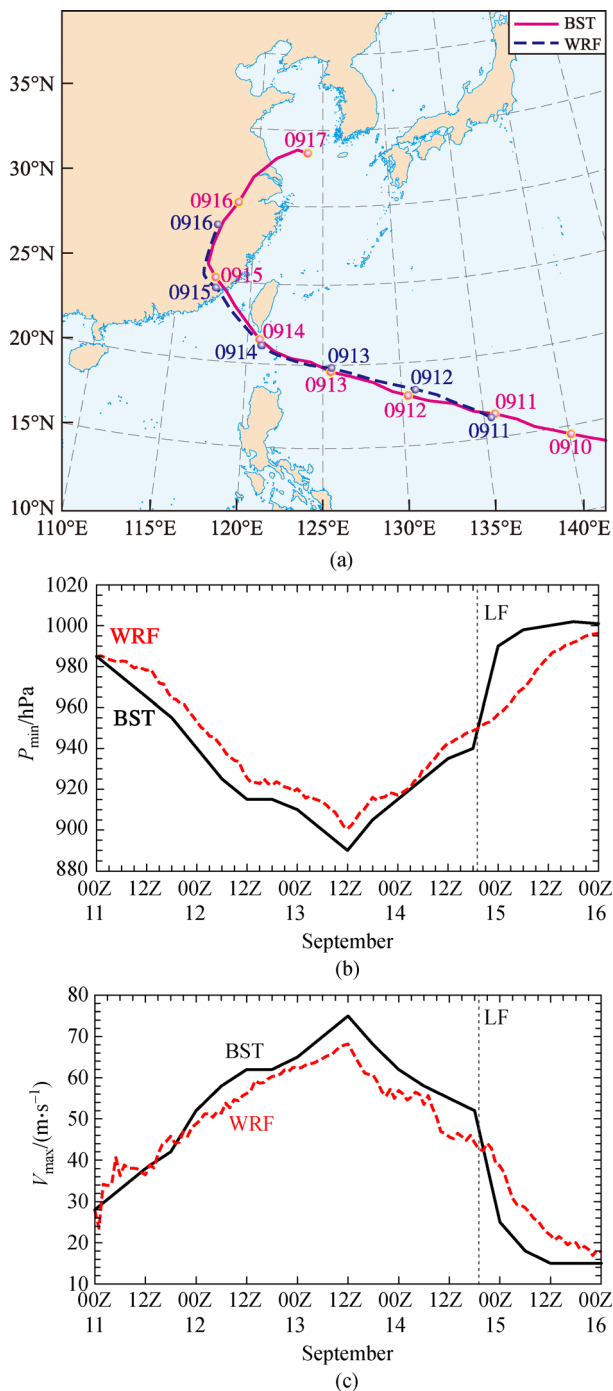 BST
WRF
35°N
30°N
25°N
20°N
15°N
10°N
110°E
115°E
120°E
125°E
130°E
135°E
140°E
0917
0916
0916
0915
0915
0914
0914
0913
0913
0912
0912
0911
0911
0910
(a)
1020
1000
980
960
940
920
900
880
P_min/hPa
WRF
BST
LF
00Z 12Z 00Z 12Z 00Z 12Z 00Z 12Z 00Z 12Z 00Z
11 12 13 14 15 16
September
(b)
80
70
60
50
40
30
20
10
V_max/(m·s⁻¹)
BST
WRF
LF
00Z 12Z 00Z 12Z 00Z 12Z 00Z 12Z 00Z 12Z 00Z
11 12 13 14 15 16
September
(c)